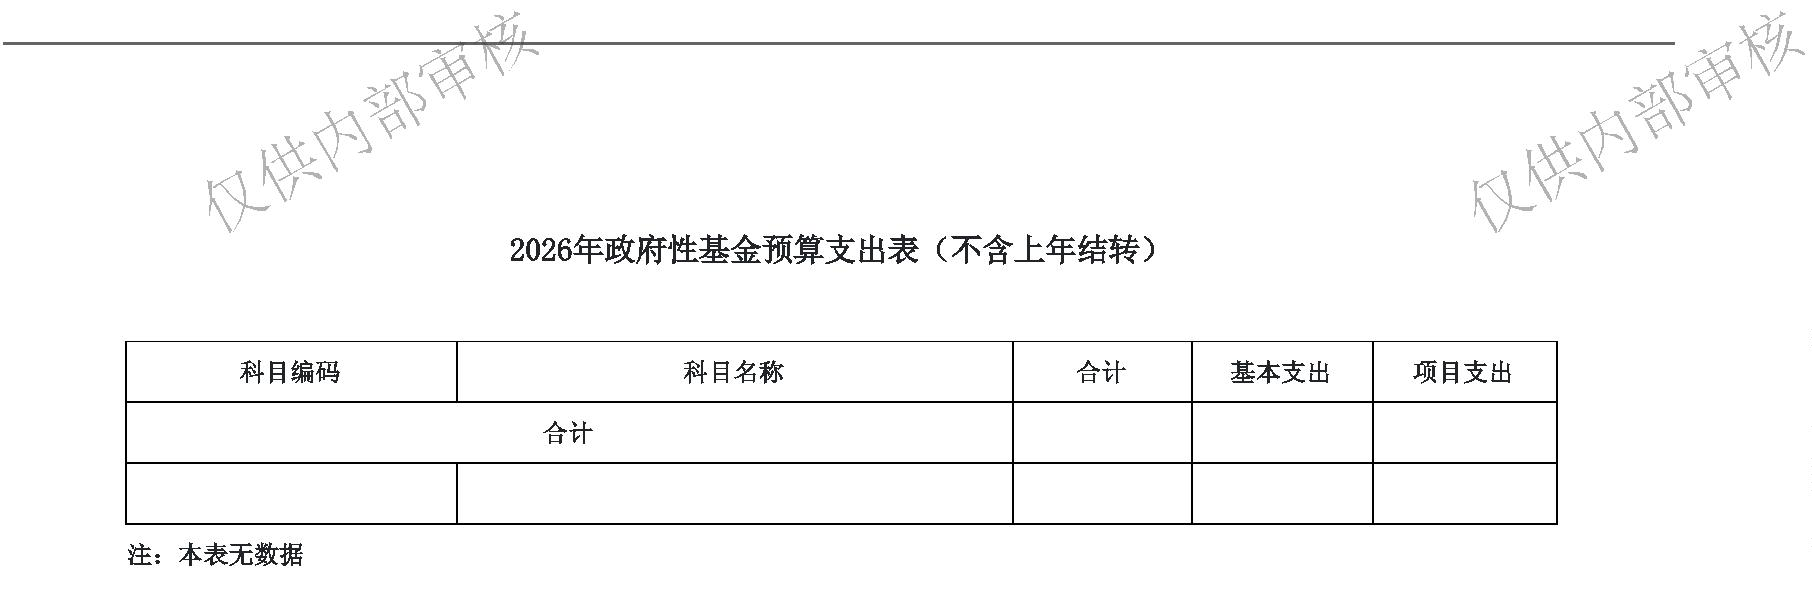 仅供内部审核
仅供内部审核
2026年政府性基金预算支出表（不含上年结转）
科目编码 科目名称 合计 基本支出 项目支出
合计
注：本表无数据